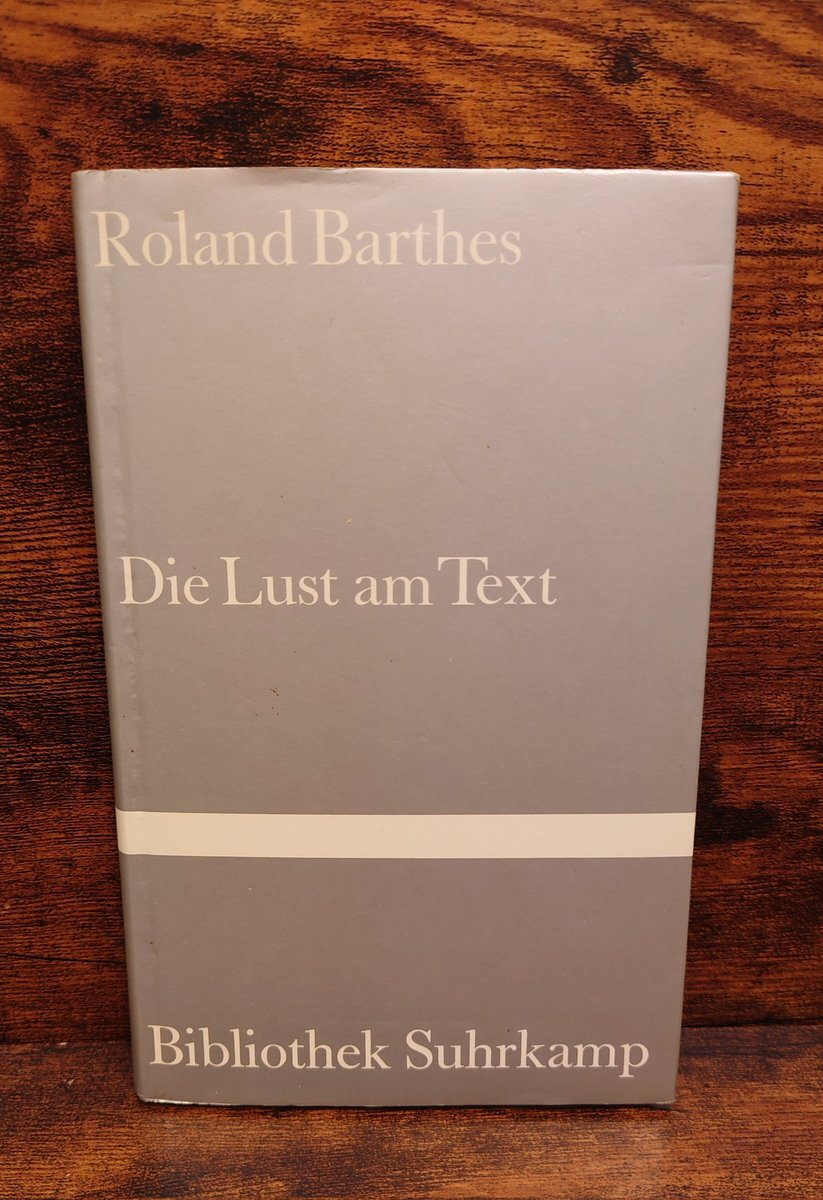 Roland Barthes
Die Lust am Text
Bibliothek Suhrkamp